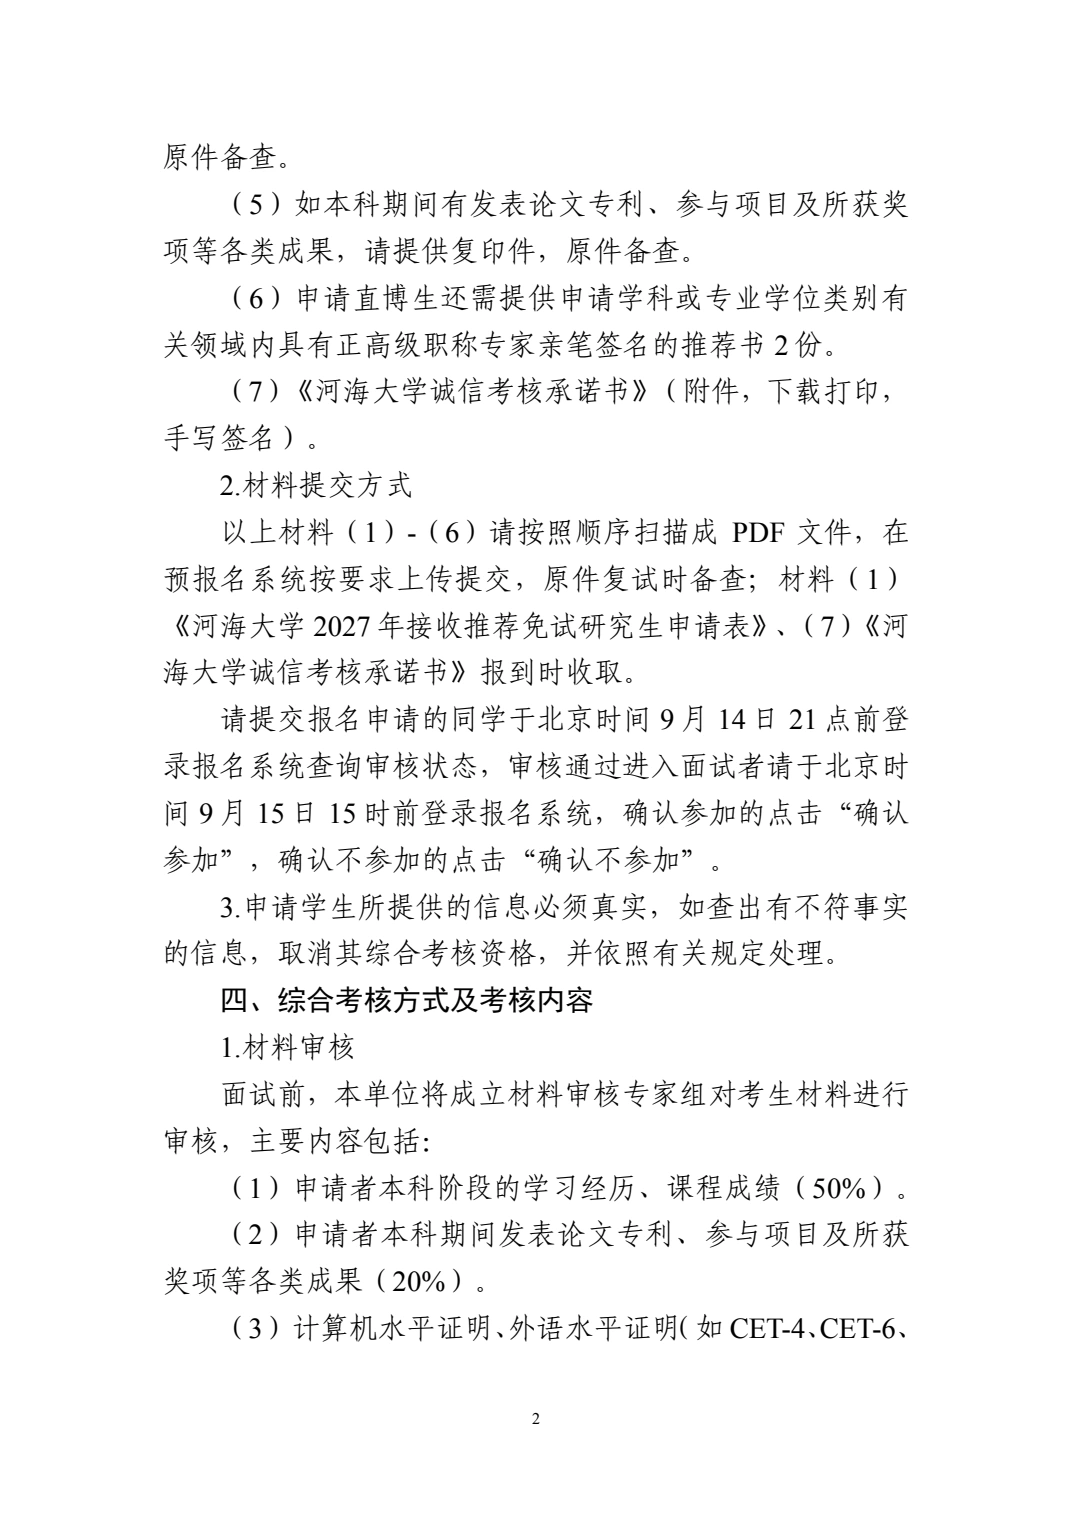 原件备查。
（5）如本科期间有发表论文专利、参与项目及所获奖
项等各类成果，请提供复印件，原件备查。
（6）申请直博生还需提供申请学科或专业学位类别有
关领域内具有正高级职称专家亲笔签名的推荐书 2 份。
（7）《河海大学诚信考核承诺书》（附件，下载打印，
手写签名）。
2.材料提交方式
以上材料（1）-（6）请按照顺序扫描成 PDF 文件，在
预报名系统按要求上传提交，原件复试时备查；材料（1）
《河海大学 2027 年接收推荐免试研究生申请表》、（7）《河
海大学诚信考核承诺书》报到时收取。
请提交报名申请的同学于北京时间 9 月 14 日 21 点前登
录报名系统查询审核状态，审核通过进入面试者请于北京时
间 9 月 15 日 15 时前登录报名系统，确认参加的点击“确认
参加”，确认不参加的点击“确认不参加”。
3.申请学生所提供的信息必须真实，如查出有不符事实
的信息，取消其综合考核资格，并依照有关规定处理。
四、综合考核方式及考核内容
1.材料审核
面试前，本单位将成立材料审核专家组对考生材料进行
审核，主要内容包括：
（1）申请者本科阶段的学习经历、课程成绩（50%）。
（2）申请者本科期间发表论文专利、参与项目及所获
奖项等各类成果（20%）。
（3）计算机水平证明、外语水平证明（如 CET-4、CET-6、
2